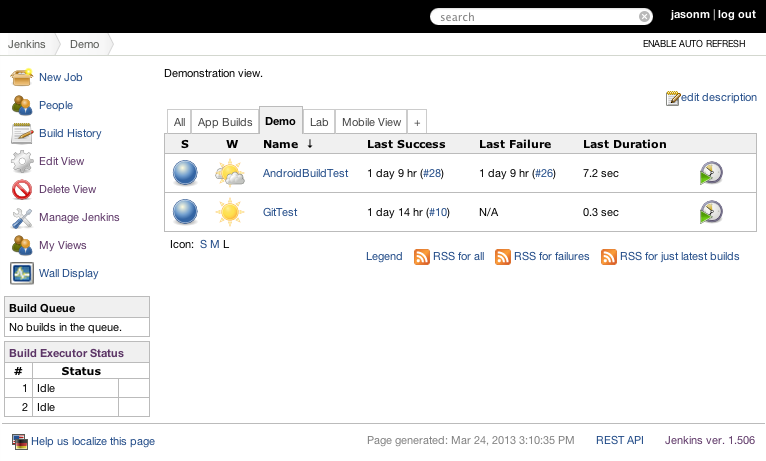 search
jasonm | log out
Jenkins Demo
ENABLE AUTO REFRESH
New Job
People
Build History
Edit View
Delete View
Manage Jenkins
My Views
Wall Display
Build Queue
No builds in the queue.
Build Executor Status
# Status
1 Idle
2 Idle
Demonstration view.
edit description
All App Builds Demo Lab Mobile View +
S W Name ↓ Last Success Last Failure Last Duration
AndroidBuildTest 1 day 9 hr (#28) 1 day 9 hr (#26) 7.2 sec
GitTest 1 day 14 hr (#10) N/A 0.3 sec
Icon: S M L
Legend RSS for all RSS for failures RSS for just latest builds
Help us localize this page
Page generated: Mar 24, 2013 3:10:35 PM REST API Jenkins ver. 1.506